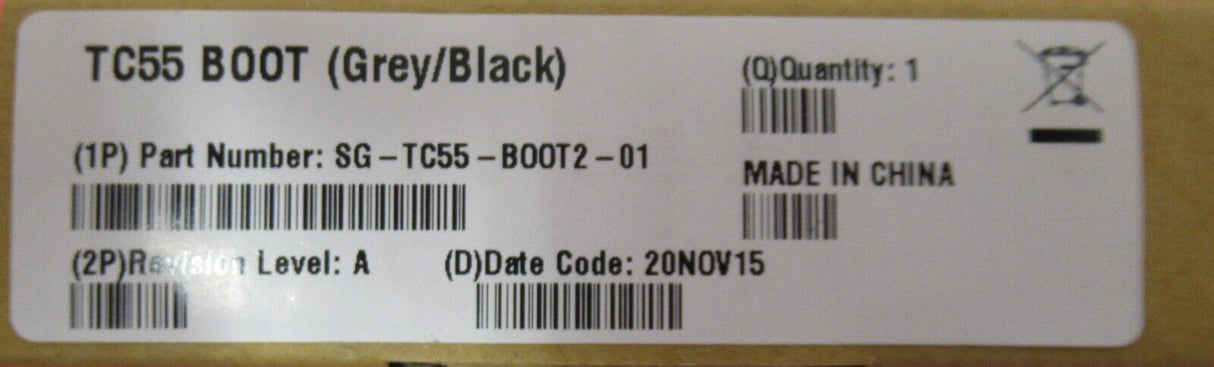 TC55 BOOT (Grey/Black)
(Q)Quantity: 1
(1P) Part Number: SG-TC55-BOOT2-01
MADE IN CHINA
(2P)Revision Level: A
(D)Date Code: 20NOV15